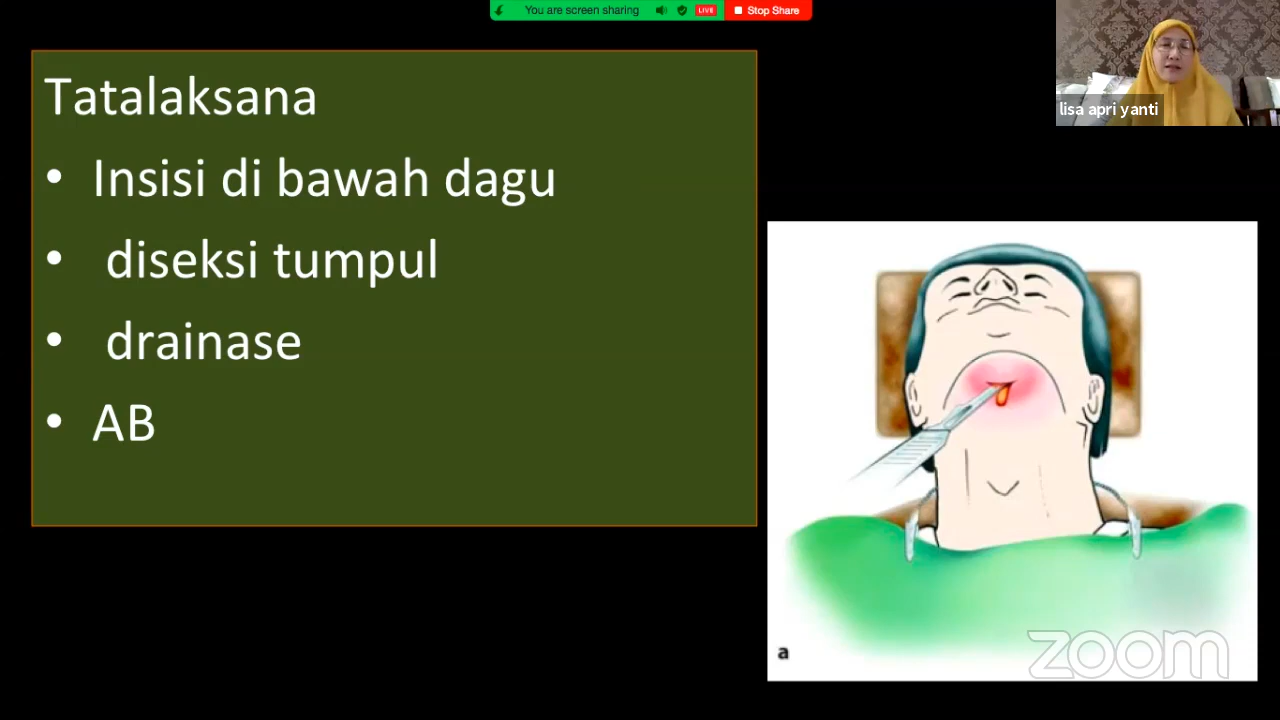 You are screen sharing
LIVE
Stop Share
lisa apri yanti
Tatalaksana
• Insisi di bawah dagu
• diseksi tumpul
• drainase
• AB
a
zoom